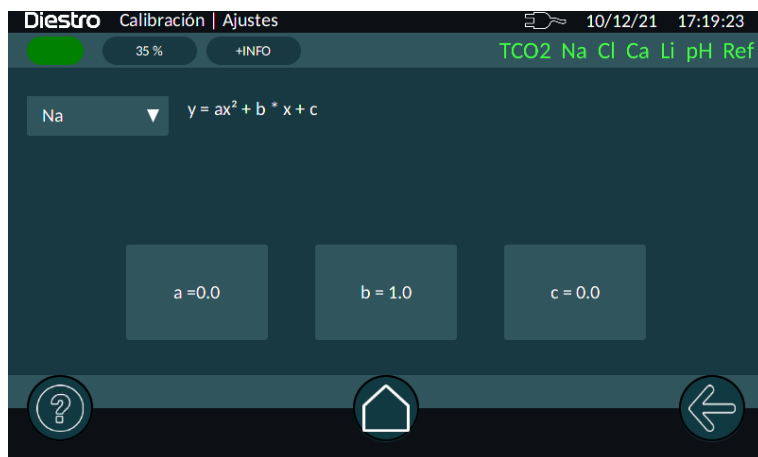 Diestro Calibración | Ajustes 10/12/21 17:19:23
35 % +INFO TCO2 Na Cl Ca Li pH Ref
Na ▼ y = ax² + b * x + c
a =0.0 b = 1.0 c = 0.0
?